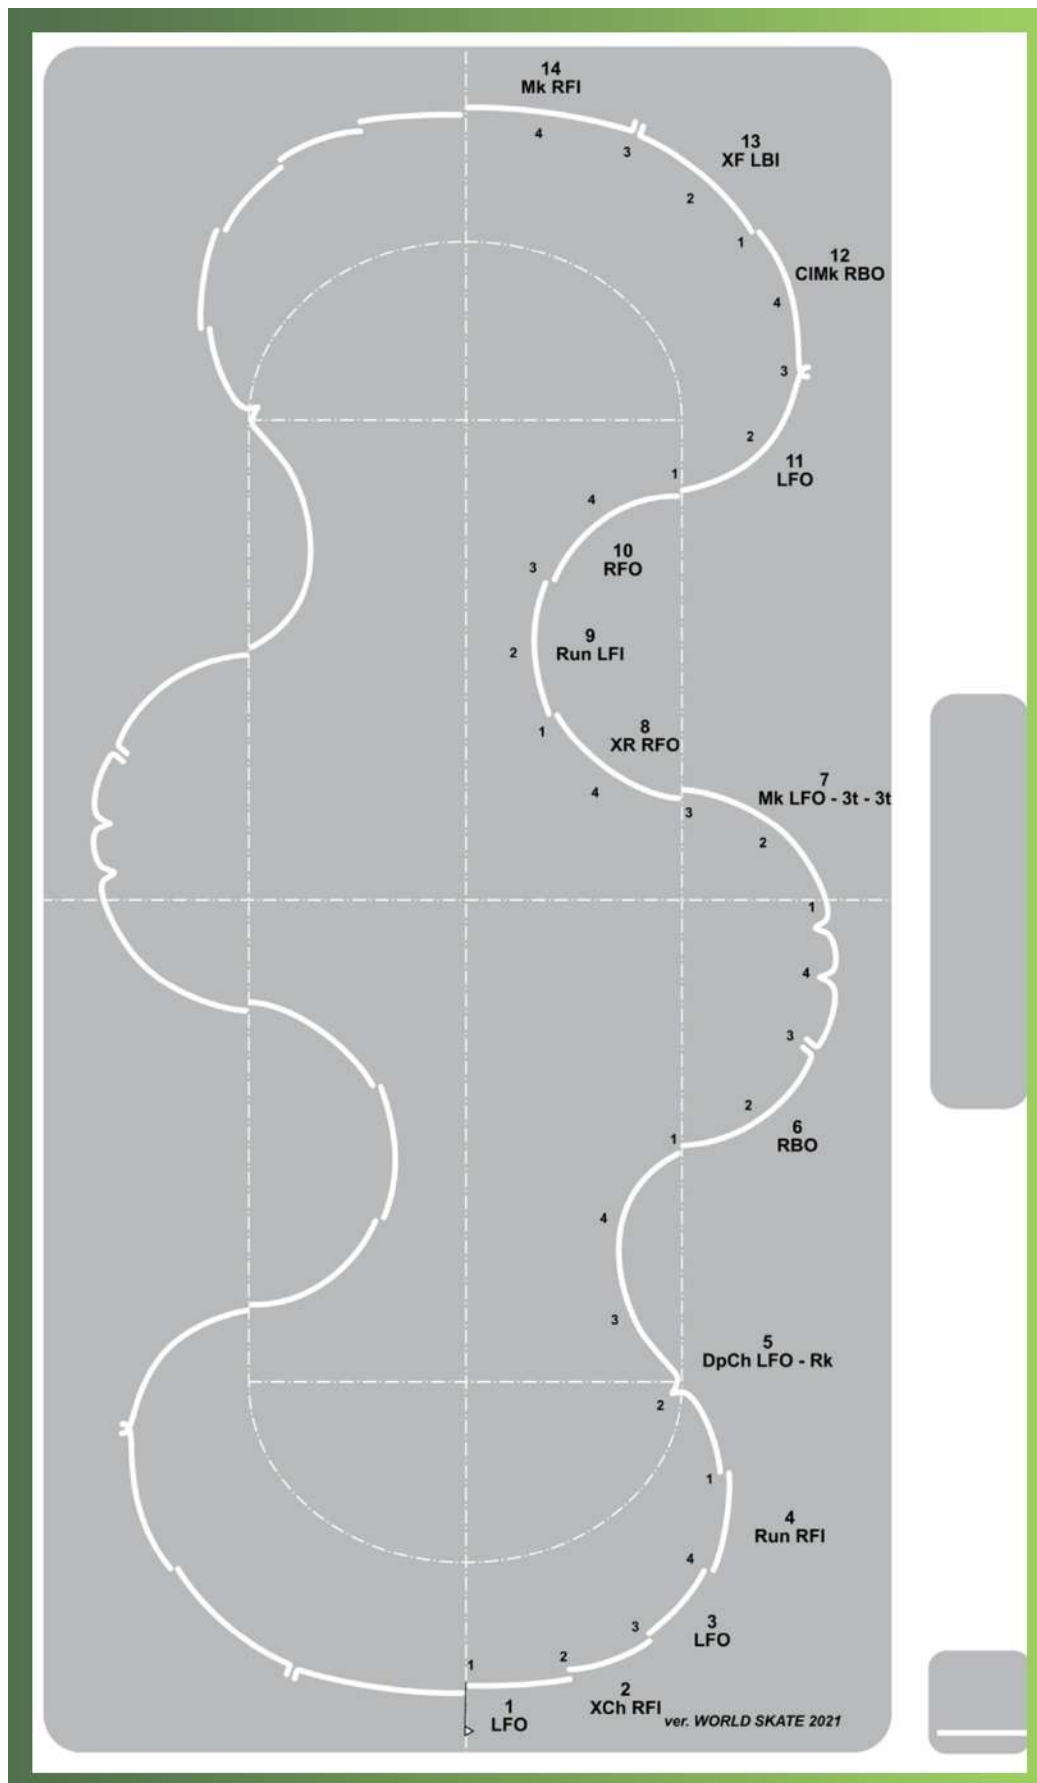 14
Mk RFI
4
3
13
XF LBI
2
1
12
ClMk RBO
4
3
2
11
LFO
1
4
10
RFO
3
9
Run LFI
2
8
XR RFO
1
4
7
Mk LFO - 3t - 3t
3
2
1
4
3
2
6
RBO
1
4
3
5
DpCh LFO - Rk
2
1
4
Run RFI
4
3
LFO
3
2
1
2
XCh RFI
1
LFO
ver. WORLD SKATE 2021